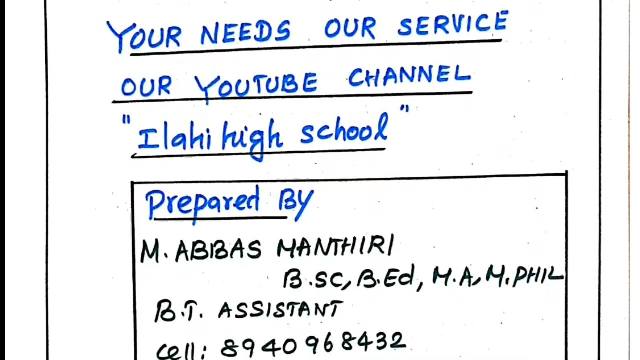 YOUR NEEDS OUR SERVICE
OUR YOUTUBE CHANNEL
"Ilahi high school"
Prepared By
M. ABBAS MANTHIRI
B.SC, B.Ed, M.A, M.PHIL
B.T. ASSISTANT
Cell: 8940968432